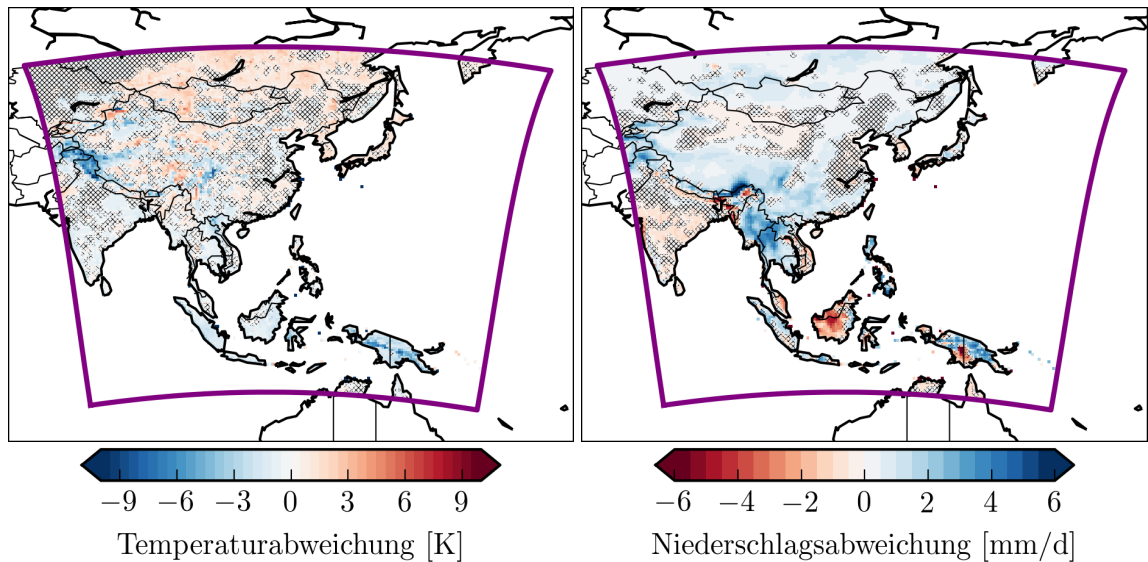 −9 −6 −3 0 3 6 9
Temperaturabweichung [K]
−6 −4 −2 0 2 4 6
Niederschlagsabweichung [mm/d]